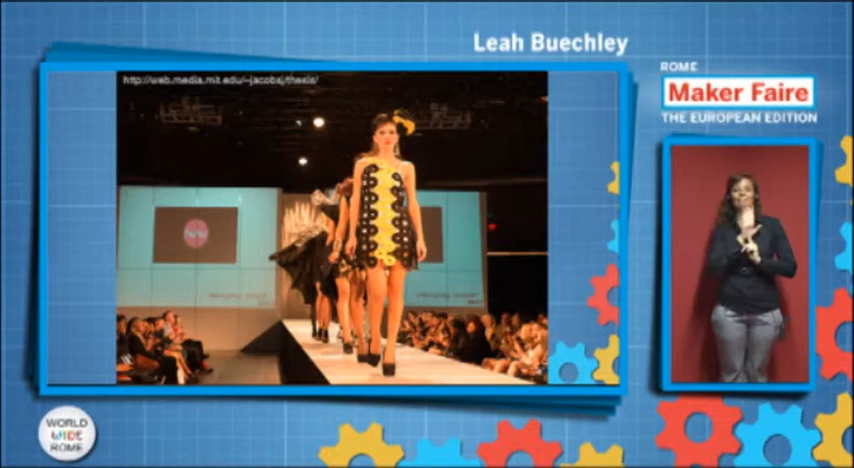 Leah Buechley
http://web.media.mit.edu/~jacobsj/thesis/
ROME
Maker Faire
THE EUROPEAN EDITION
WORLD
WIDE
ROME